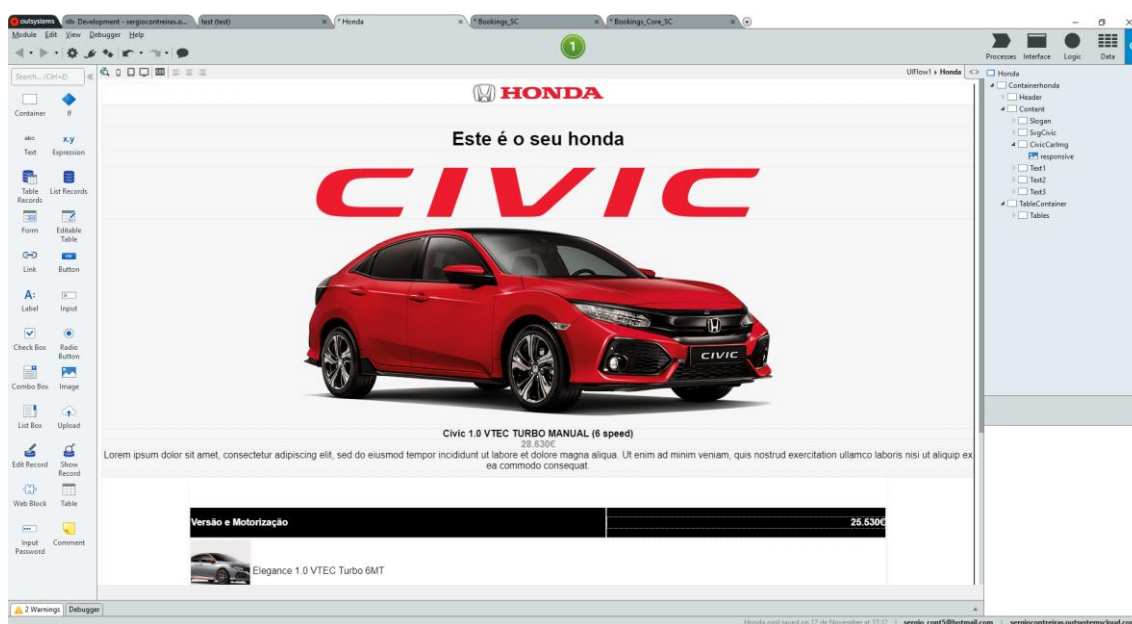 outsystems
Development - sergiocontreiras.o...
test (test)
* Honda
* Bookings_SC
* Bookings_Core_SC
Module Edit View Debugger Help
1
Processes Interface Logic Data
Search... (Ctrl+E)
UIFlow1 Honda
Container If
Text Expression
abc x.y
Table Records List Records
Form Editable Table
Link Button
Label Input
Check Box Radio Button
Combo Box Image
List Box Upload
Edit Record Show Record
Web Block Table
Input Password Comment
HONDA
Este é o seu honda
CIVIC
CIVIC
Civic 1.0 VTEC TURBO MANUAL (6 speed)
28.630€
Lorem ipsum dolor sit amet, consectetur adipiscing elit, sed do eiusmod tempor incididunt ut labore et dolore magna aliqua. Ut enim ad minim veniam, quis nostrud exercitation ullamco laboris nisi ut aliquip ex
ea commodo consequat.
Versão e Motorização 25.530€
Elegance 1.0 VTEC Turbo 6MT
Honda
Containerhonda
Header
Content
Slogan
SvgCivic
CivicCarImg
responsive
Text1
Text2
Text3
TableContainer
Tables
2 Warnings Debugger